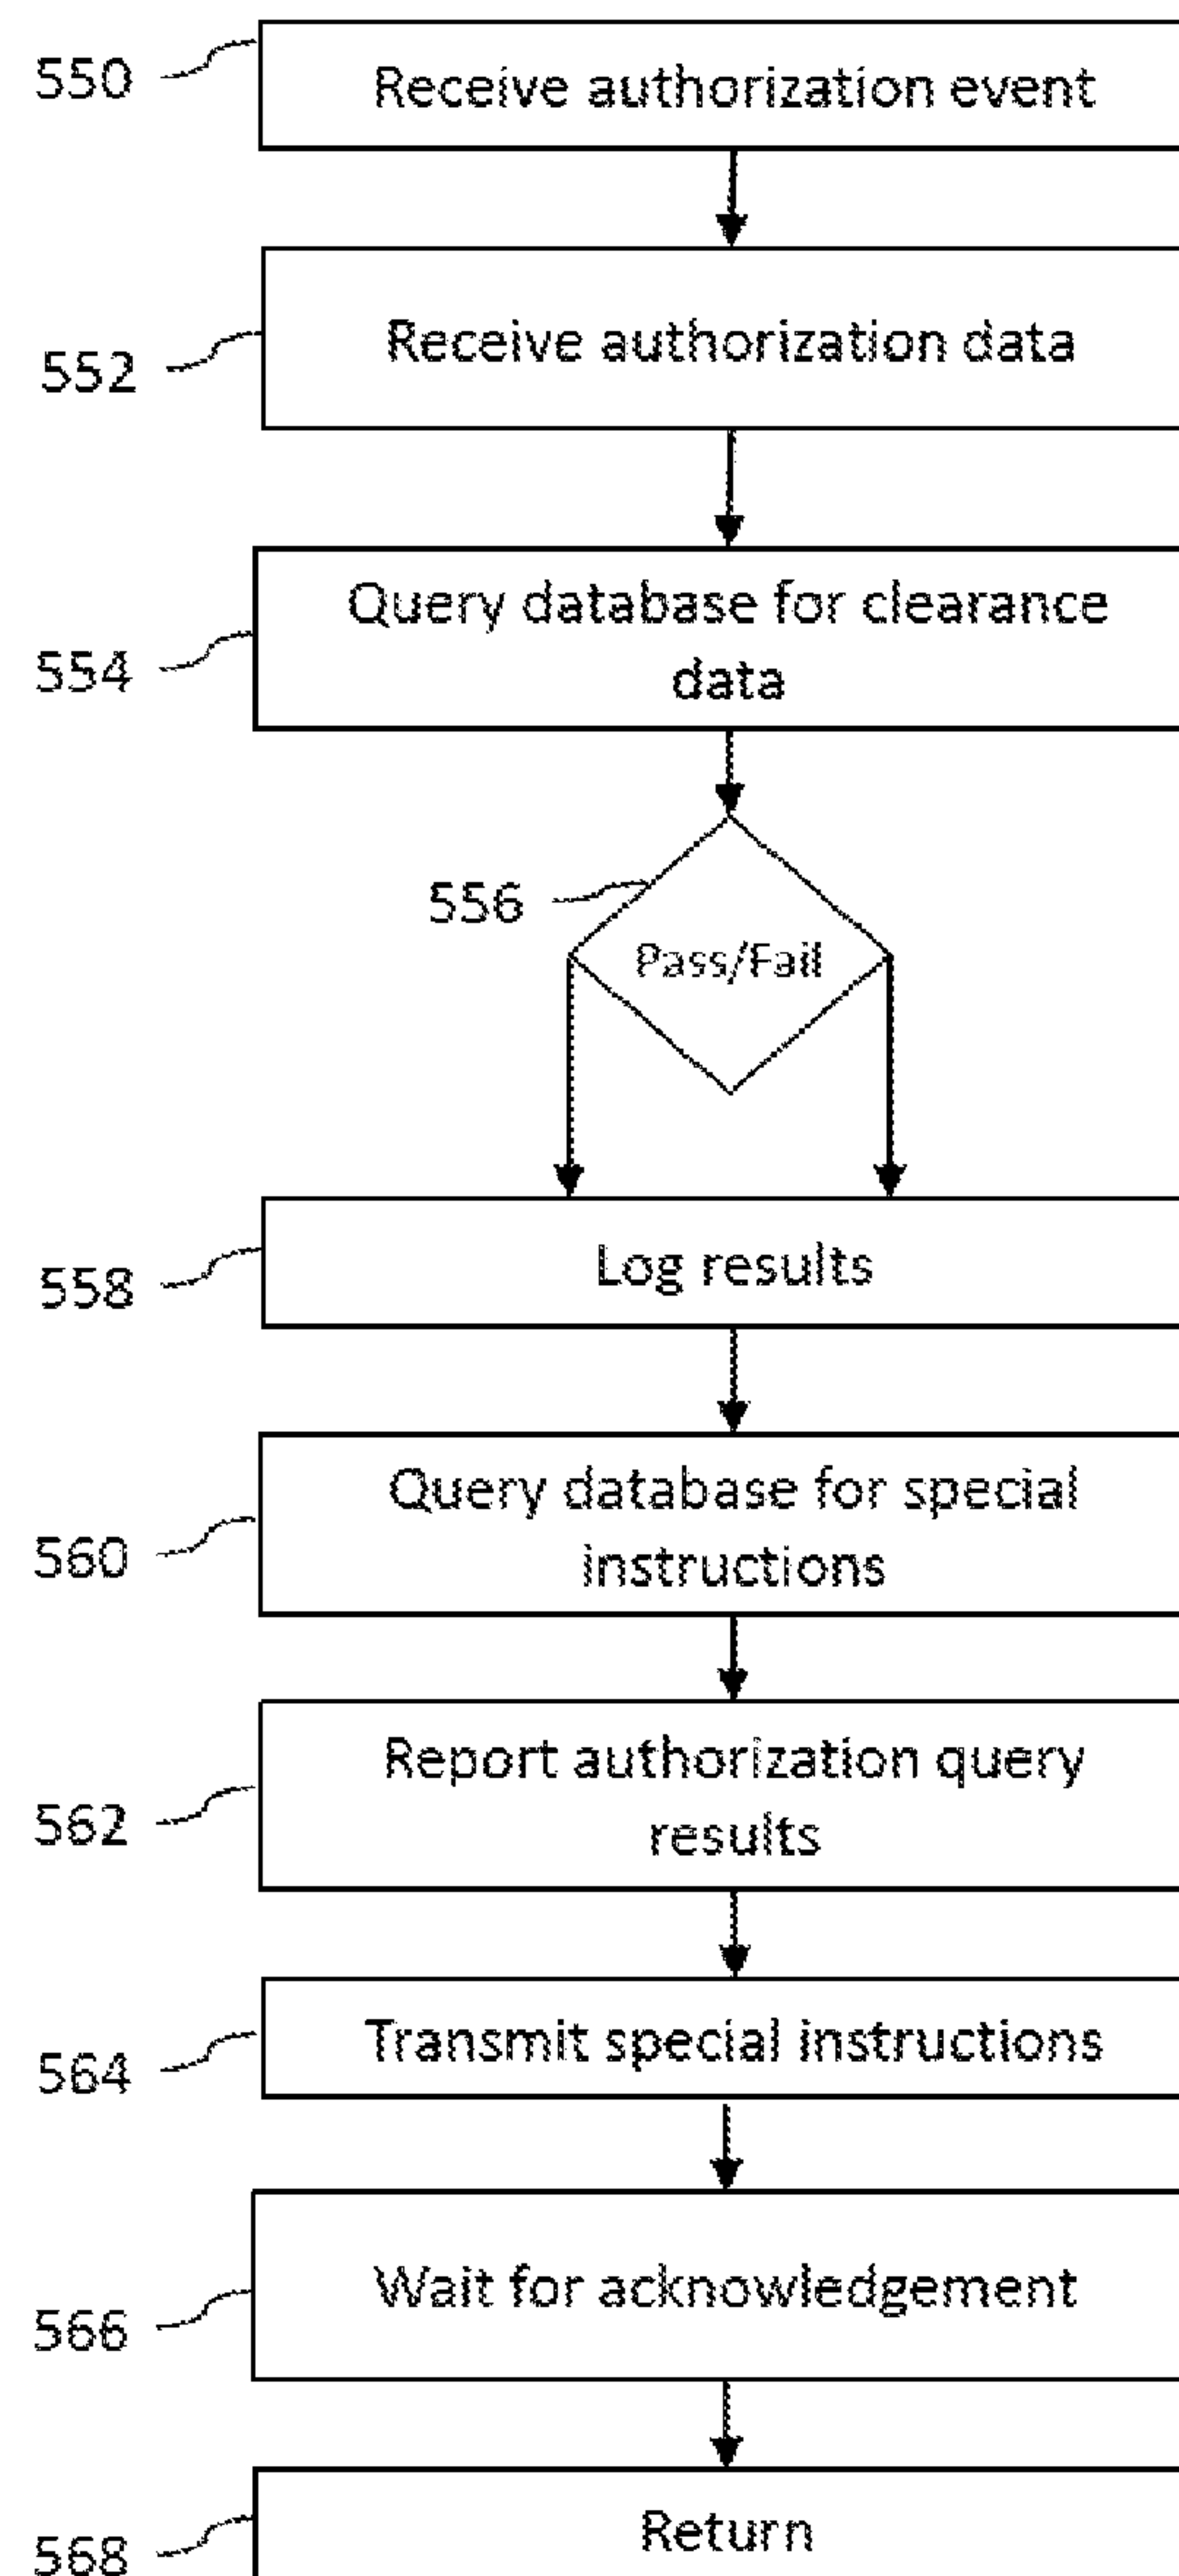 550
Receive authorization event
552
Receive authorization data
554
Query database for clearance
data
556
Pass/Fail
558
Log results
560
Query database for special
instructions
562
Report authorization query
results
564
Transmit special instructions
566
Wait for acknowledgement
568
Return